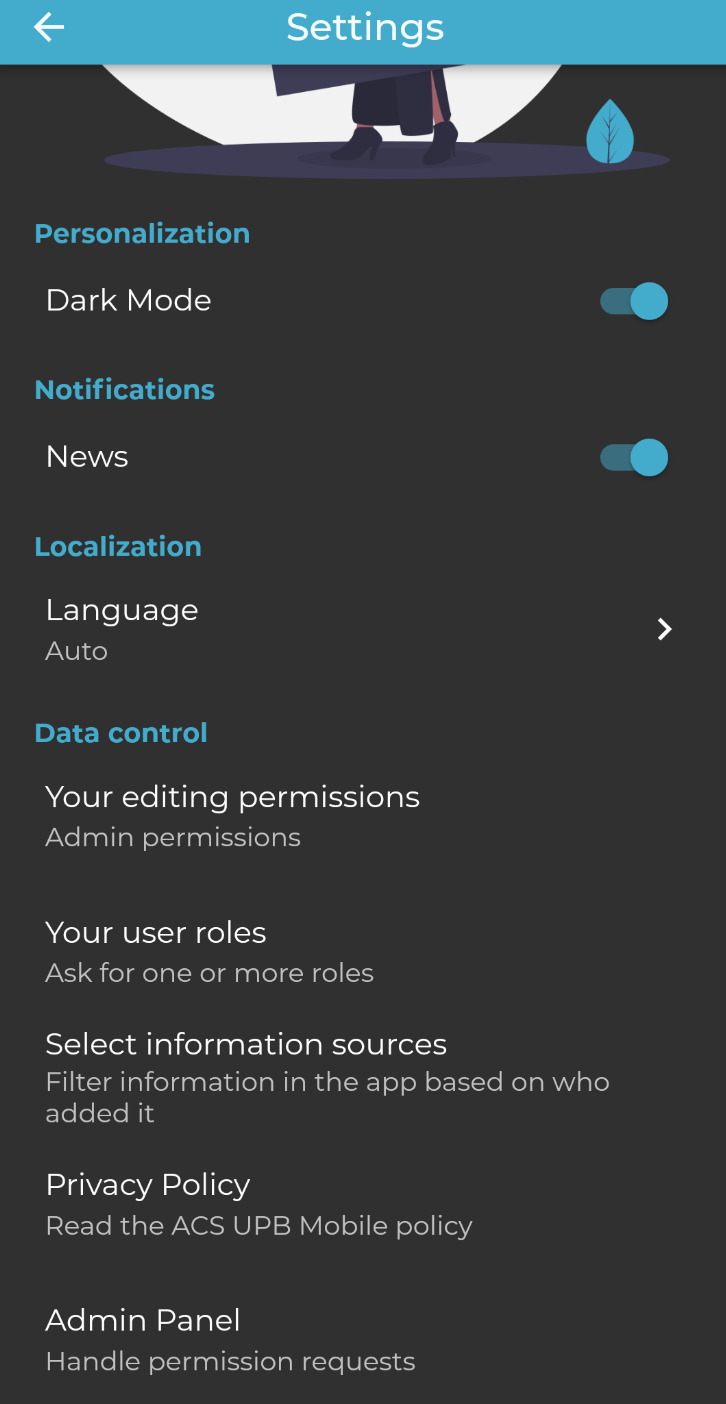 Settings
Personalization
Dark Mode
Notifications
News
Localization
Language
Auto
Data control
Your editing permissions
Admin permissions
Your user roles
Ask for one or more roles
Select information sources
Filter information in the app based on who
added it
Privacy Policy
Read the ACS UPB Mobile policy
Admin Panel
Handle permission requests